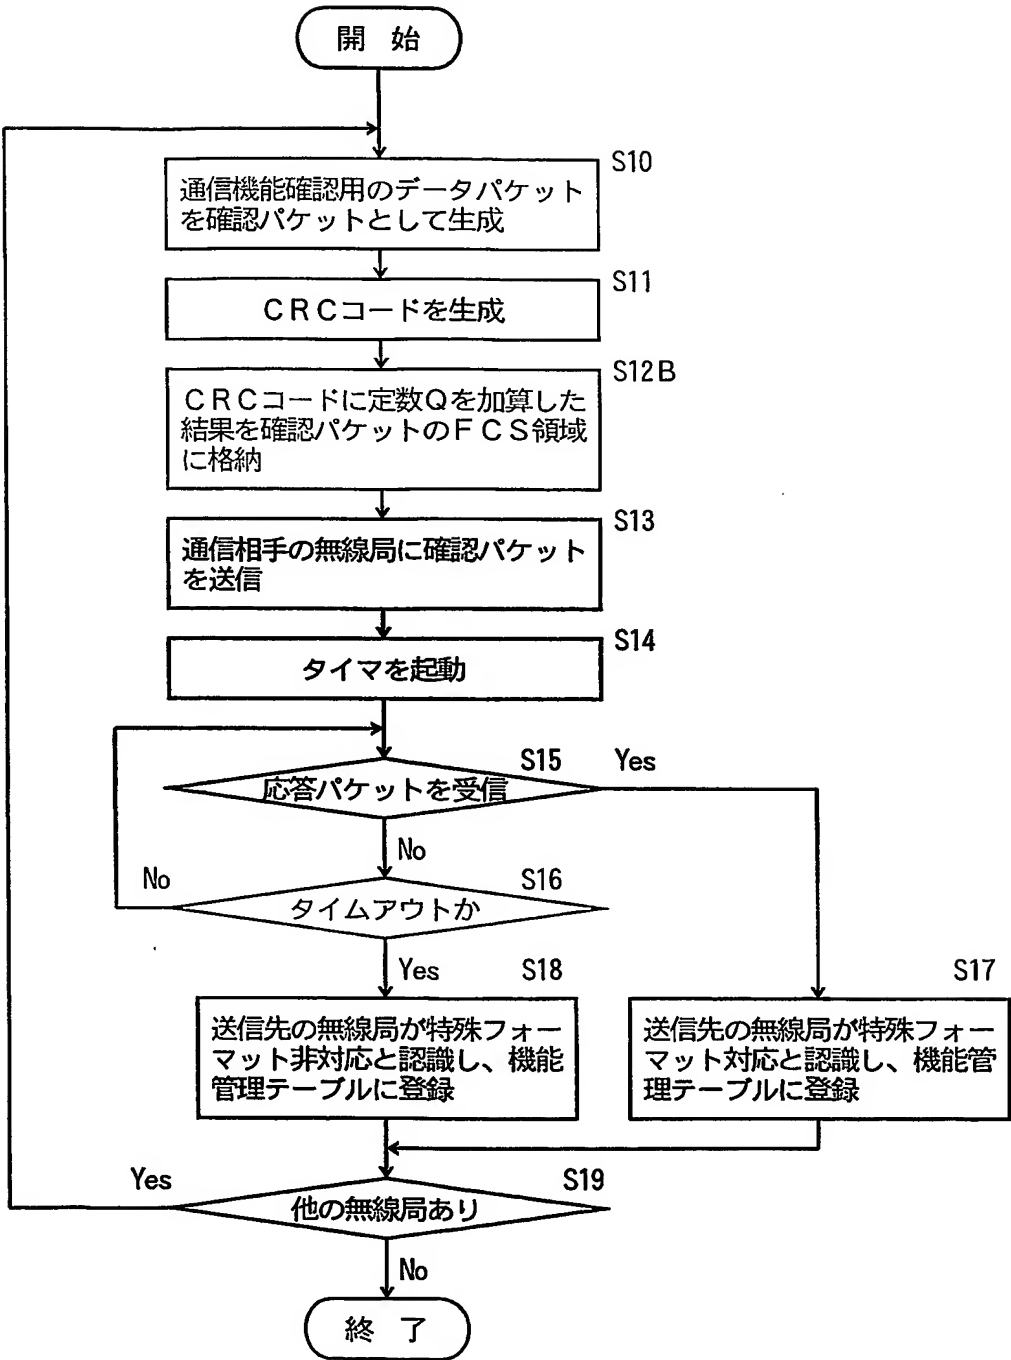 開 始
S10
通信機能確認用のデータパケット
を確認パケットとして生成
S11
CRCコードを生成
S12B
CRCコードに定数Qを加算した
結果を確認パケットのFCS領域
に格納
S13
通信相手の無線局に確認パケット
を送信
S14
タイマを起動
S15
Yes
応答パケットを受信
No
No
S16
タイムアウトか
Yes
S18
S17
送信先の無線局が特殊フォー
マット非対応と認識し、機能
管理テーブルに登録
送信先の無線局が特殊フォー
マット対応と認識し、機能管
理テーブルに登録
Yes
S19
他の無線局あり
No
終 了